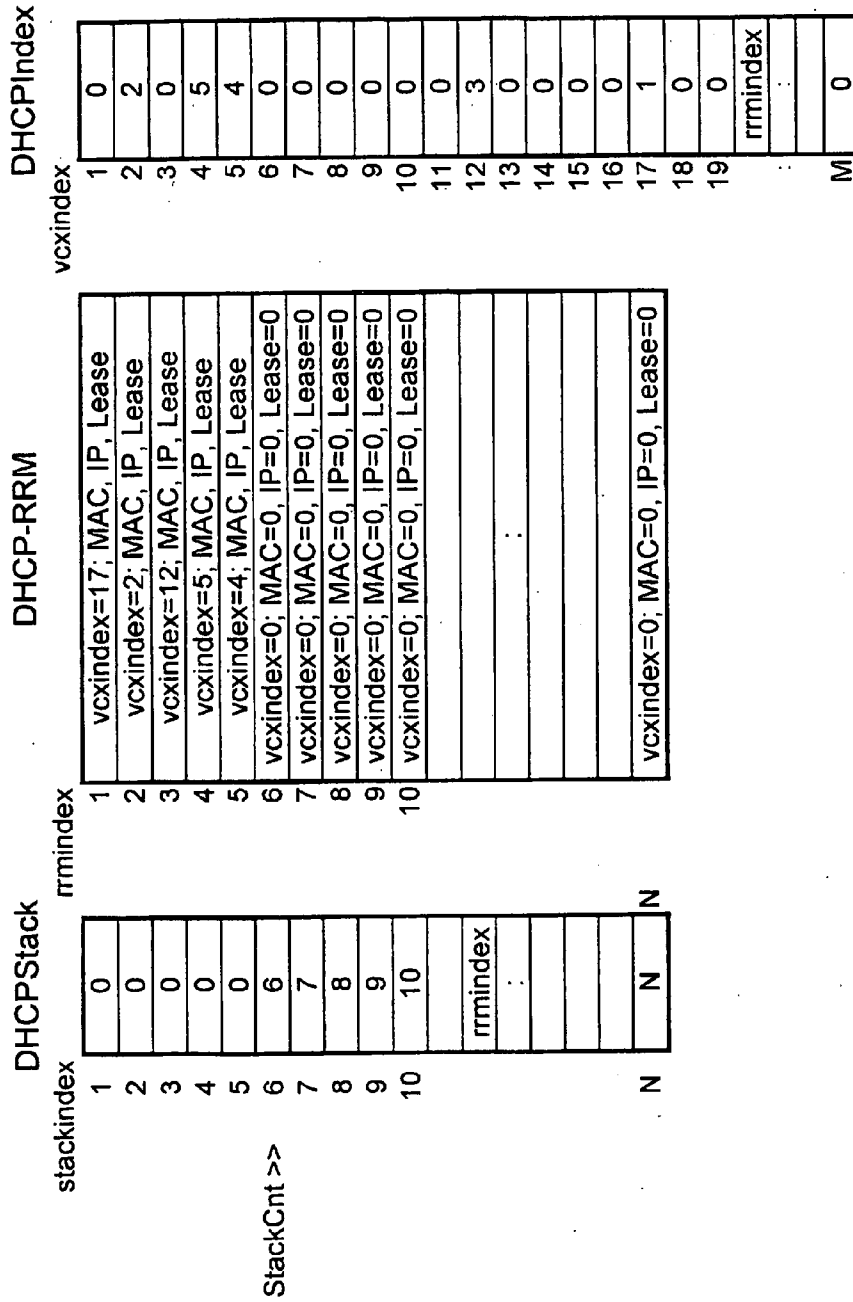 DHCPStack
stackindex
1 0
2 0
3 0
4 0
5 0
StackCnt >> 6 6
7 7
8 8
9 9
10 10
rrmindex
:
N N
DHCP-RRM
rrmindex
1 vcxindex=17; MAC, IP, Lease
2 vcxindex=2; MAC, IP, Lease
3 vcxindex=12; MAC, IP, Lease
4 vcxindex=5; MAC, IP, Lease
5 vcxindex=4; MAC, IP, Lease
6 vcxindex=0; MAC=0, IP=0, Lease=0
7 vcxindex=0; MAC=0, IP=0, Lease=0
8 vcxindex=0; MAC=0, IP=0, Lease=0
9 vcxindex=0; MAC=0, IP=0, Lease=0
10 vcxindex=0; MAC=0, IP=0, Lease=0
:
N vcxindex=0; MAC=0, IP=0, Lease=0
DHCPIndex
vcxindex
1 0
2 2
3 0
4 5
5 4
6 0
7 0
8 0
9 0
10 0
11 0
12 3
13 0
14 0
15 0
16 0
17 1
18 0
19 0
rrmindex
: :
M 0